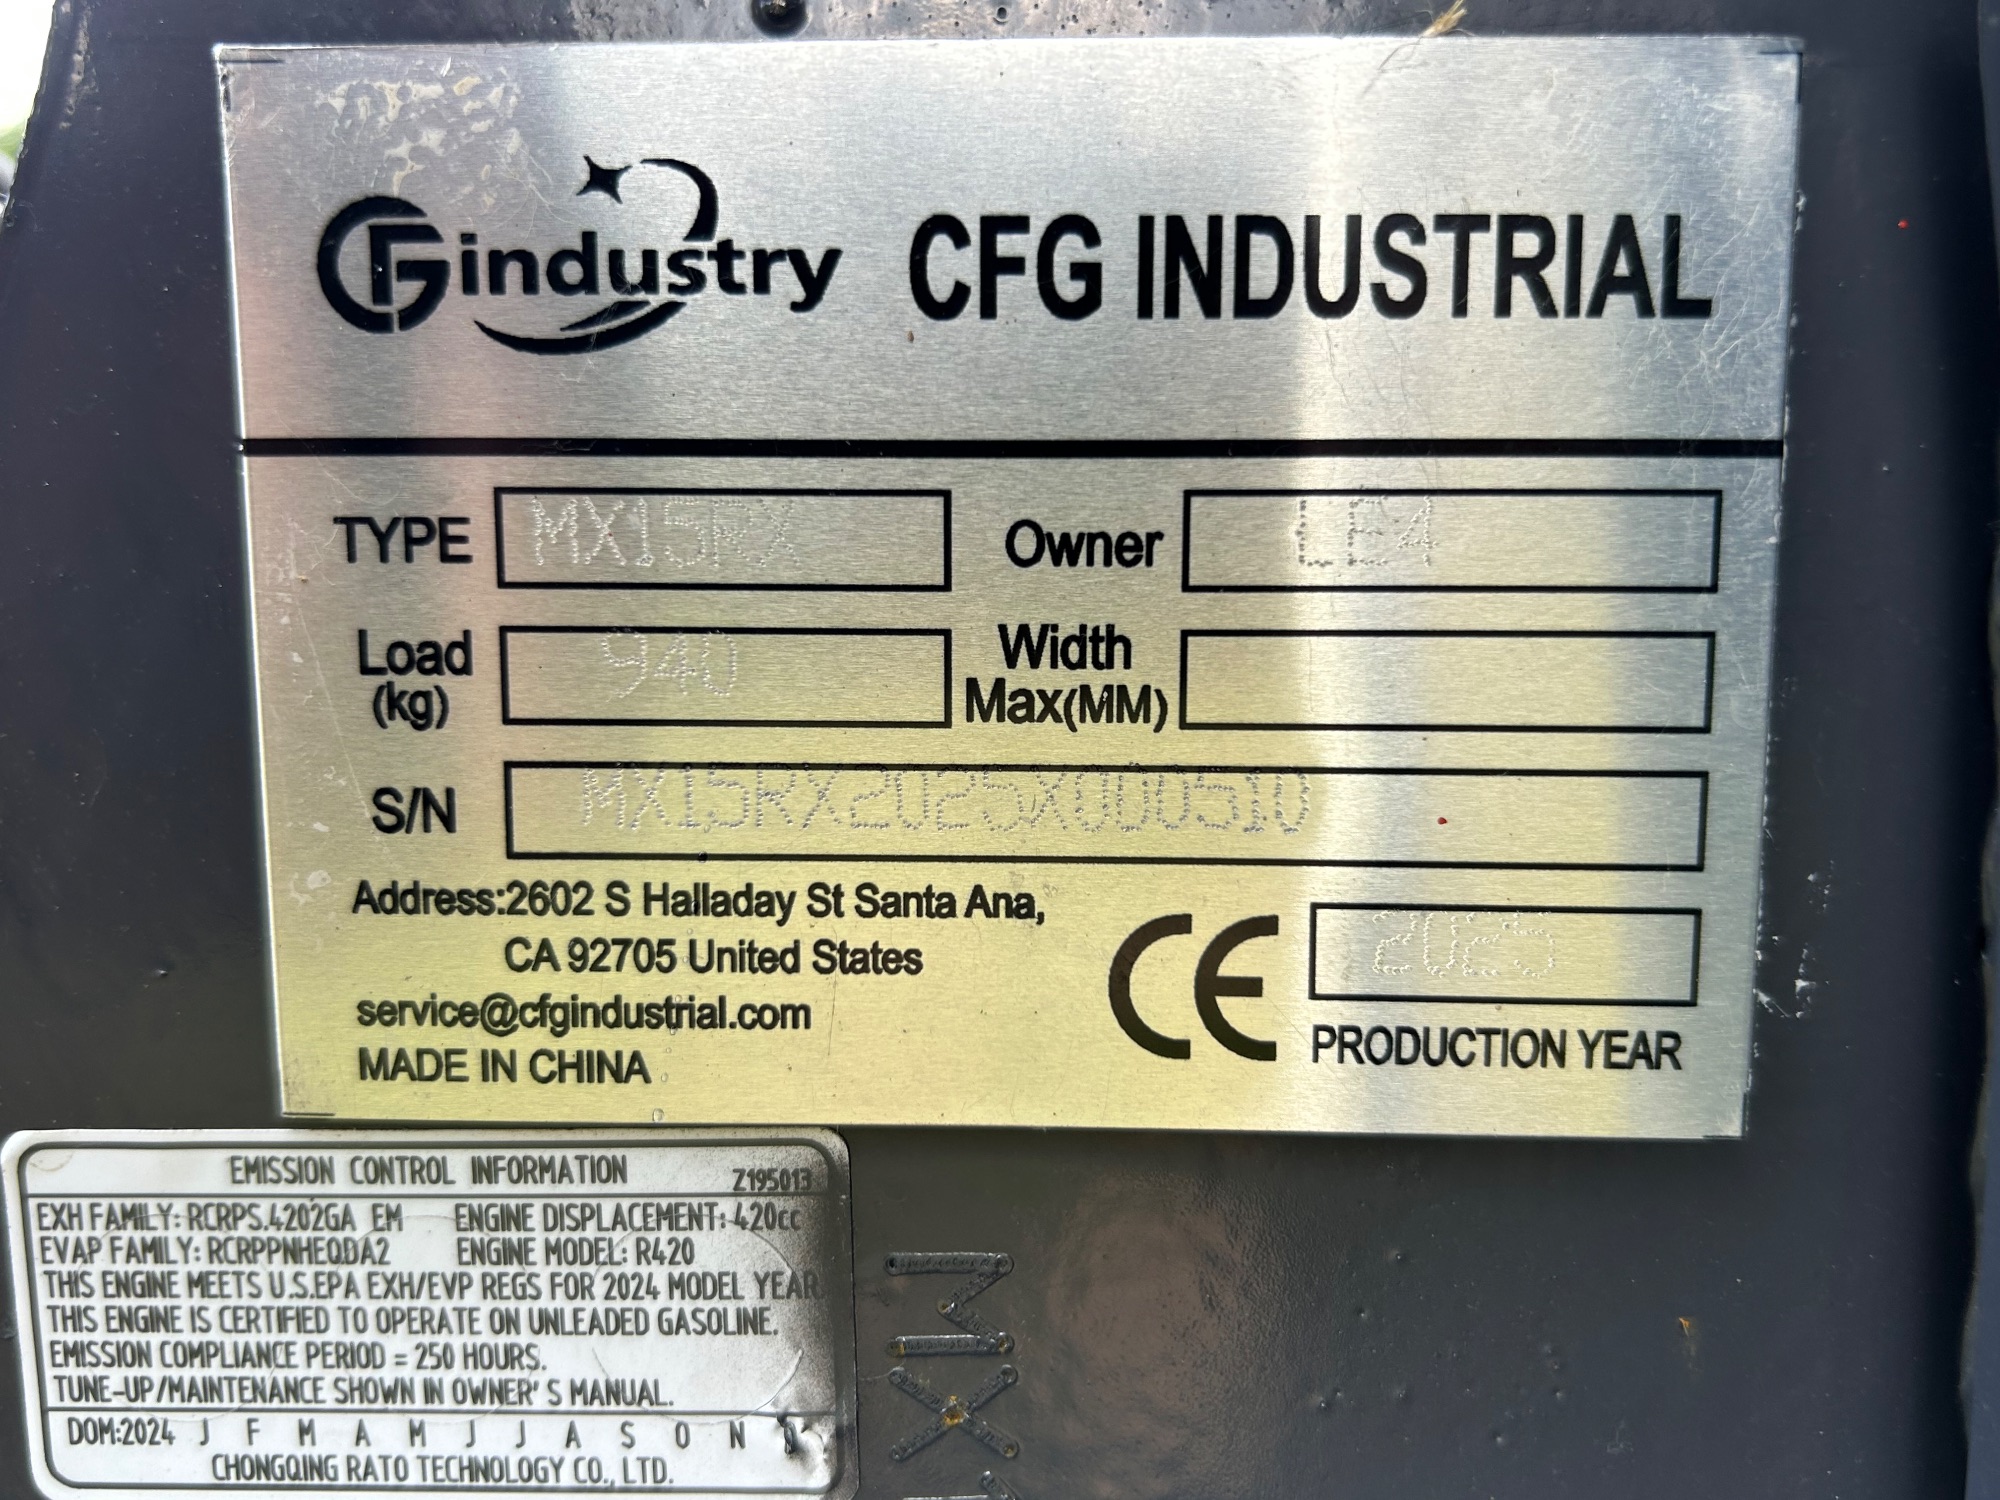 CFG industry CFG INDUSTRIAL
TYPE MX15RX Owner LE4
Load (kg) 940 Width Max(MM)
S/N MX15RX2025X000510
Address:2602 S Halladay St Santa Ana,
CA 92705 United States
service@cfgindustrial.com
MADE IN CHINA
CE 2025
PRODUCTION YEAR
EMISSION CONTROL INFORMATION Z195013
EXH FAMILY: RCRPS.4202GA EM ENGINE DISPLACEMENT: 420cc
EVAP FAMILY: RCRPPNHEQDA2 ENGINE MODEL: R420
THIS ENGINE MEETS U.S.EPA EXH/EVP REGS FOR 2024 MODEL YEAR
THIS ENGINE IS CERTIFIED TO OPERATE ON UNLEADED GASOLINE.
EMISSION COMPLIANCE PERIOD = 250 HOURS.
TUNE-UP/MAINTENANCE SHOWN IN OWNER' S MANUAL.
DOM:2024 J F M A M J J A S O N
CHONGQING RATO TECHNOLOGY CO., LTD.
MX